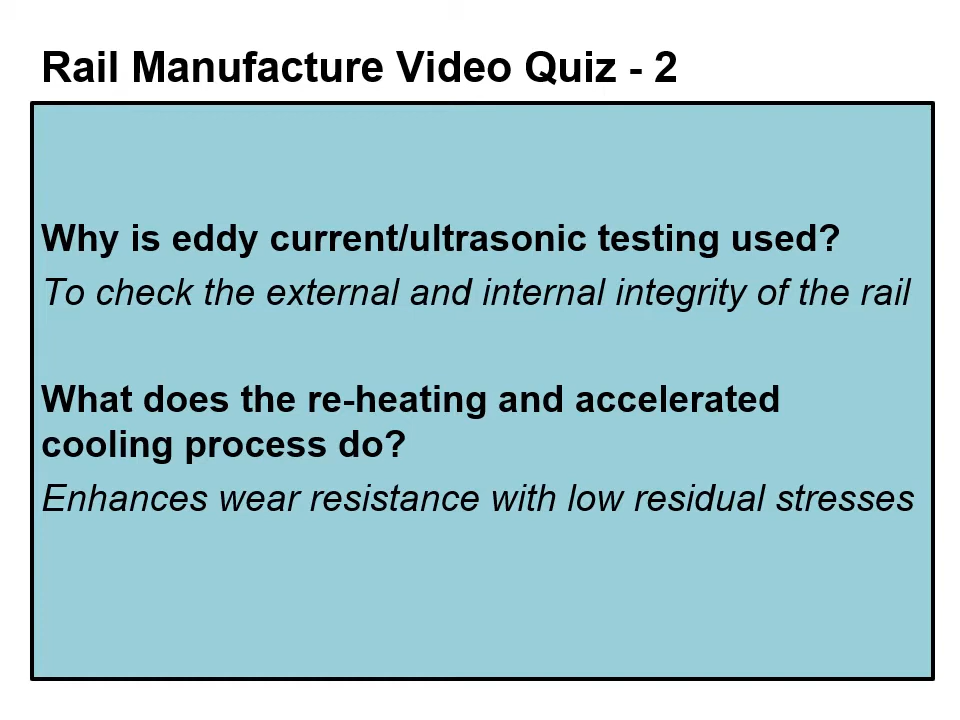 Rail Manufacture Video Quiz - 2
Why is eddy current/ultrasonic testing used?
To check the external and internal integrity of the rail
What does the re-heating and accelerated
cooling process do?
Enhances wear resistance with low residual stresses